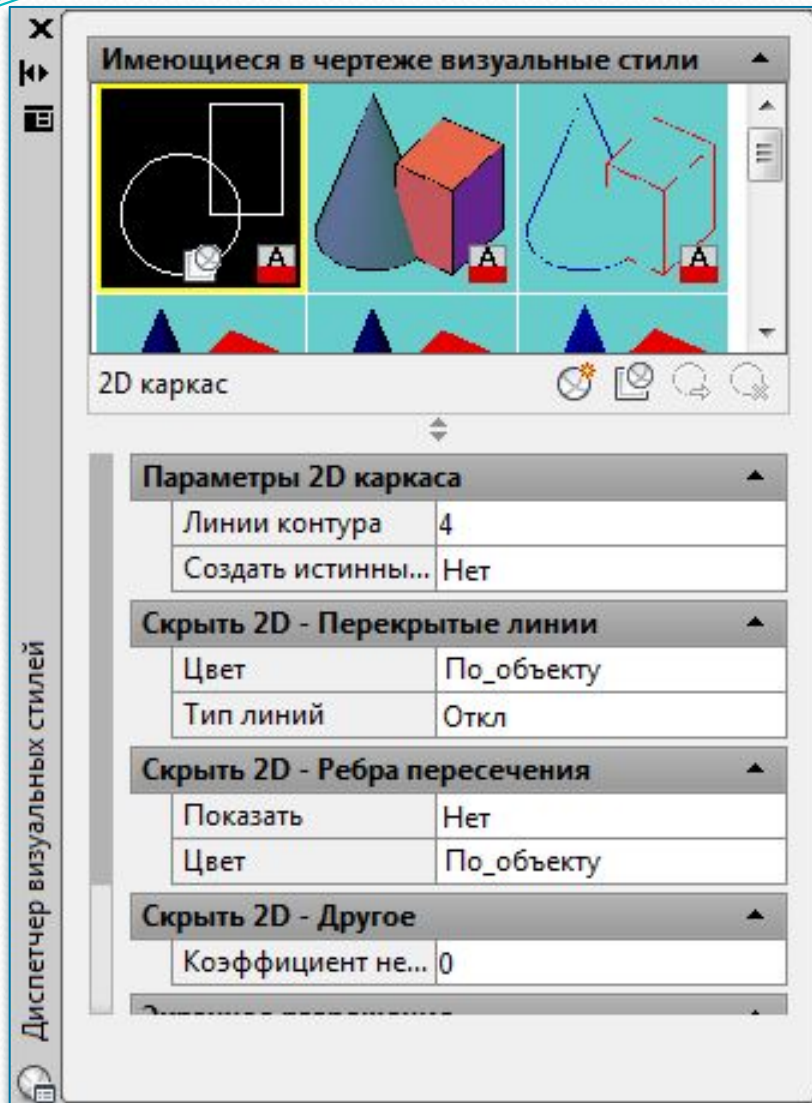 Имеющиеся в чертеже визуальные стили
2D каркас
Параметры 2D каркаса
Линии контура 4
Создать истинны... Нет
Скрыть 2D - Перекрытые линии
Цвет По_объекту
Тип линий Откл
Скрыть 2D - Ребра пересечения
Показать Нет
Цвет По_объекту
Скрыть 2D - Другое
Коэффициент не... 0
Диспетчер визуальных стилей